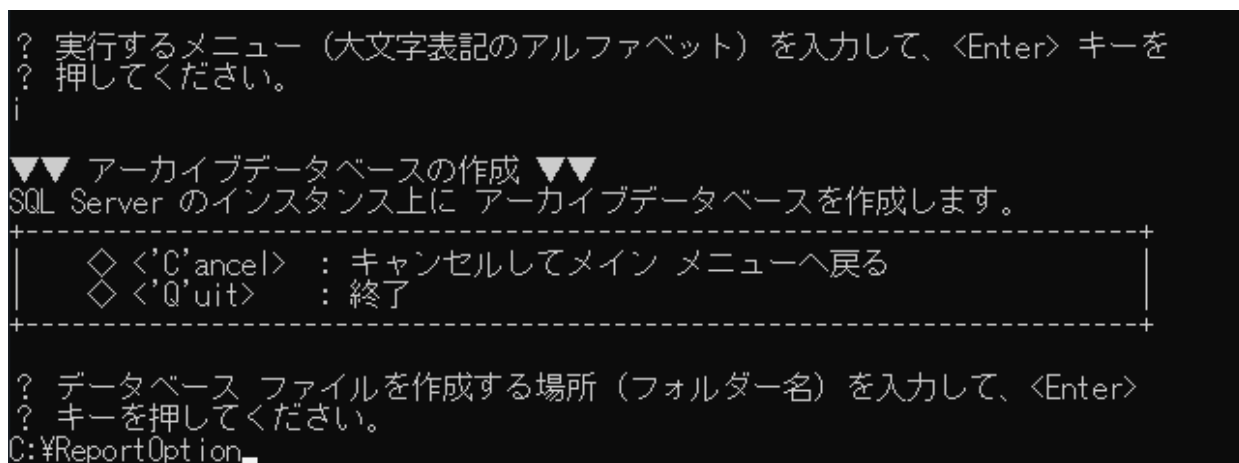 ? 実行するメニュー（大文字表記のアルファベット）を入力して、<Enter> キーを
? 押してください。
i
▼▼ アーカイブデータベースの作成 ▼▼
SQL Server のインスタンス上に アーカイブデータベースを作成します。
+----------------------------------------------------------------------+
|    ◇ <'C'ancel>  : キャンセルしてメイン メニューへ戻る    |
|    ◇ <'Q'uit>    : 終了    |
+----------------------------------------------------------------------+
? データベース ファイルを作成する場所（フォルダー名）を入力して、<Enter>
? キーを押してください。
C:¥ReportOption